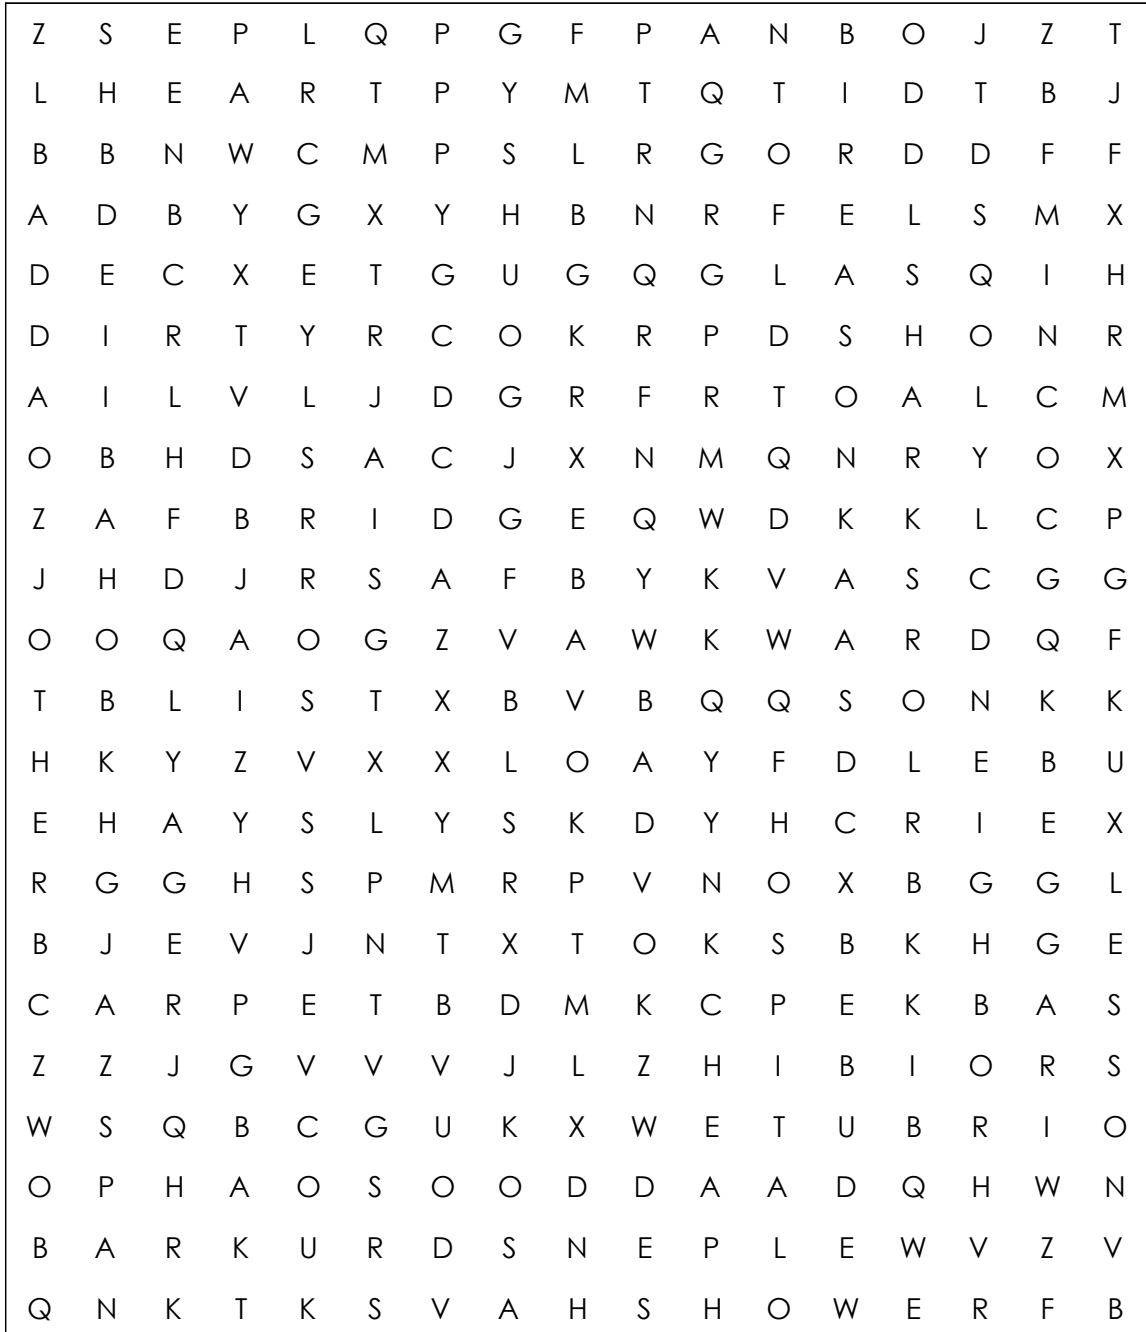 Z S E P L Q P G F P A N B O J Z T
L H E A R T P Y M T Q T I D T B J
B B N W C M P S L R G O R D D F F
A D B Y G X Y H B N R F E L S M X
D E C X E T G U G Q G L A S Q I H
D I R T Y R C O K R P D S H O N R
A I L V L J D G R F R T O A L C M
O B H D S A C J X N M Q N R Y O X
Z A F B R I D G E Q W D K K L C P
J H D J R S A F B Y K V A S C G G
O O Q A O G Z V A W K W A R D Q F
T B L I S T X B V B Q Q S O N K K
H K Y Z V X X L O A Y F D L E B U
E H A Y S L Y S K D Y H C R I E X
R G G H S P M R P V N O X B G G L
B J E V J N T X T O K S B K H G E
C A R P E T B D M K C P E K B A S
Z Z J G V V V J L Z H I B I O R S
W S Q B C G U K X W E T U B R I O
O P H A O S O O D D A A D Q H W N
B A R K U R D S N E P L E W V Z V
Q N K T K S V A H S H O W E R F B